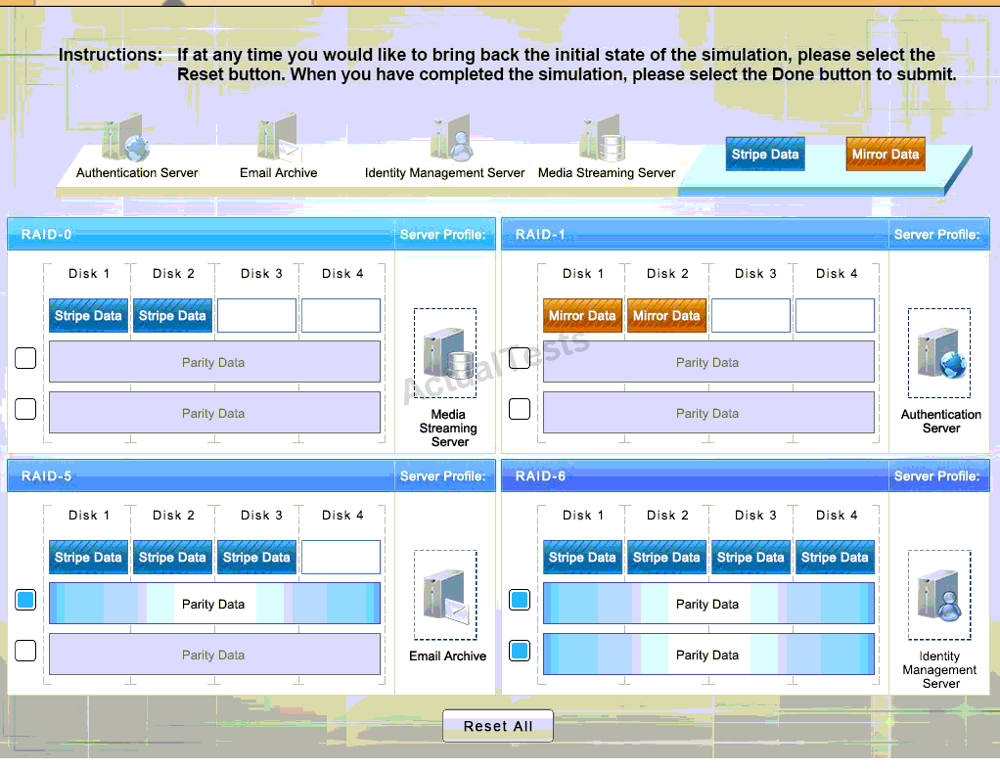 Instructions: If at any time you would like to bring back the initial state of the simulation, please select the
Reset button. When you have completed the simulation, please select the Done button to submit.
Stripe Data Mirror Data
Authentication Server Email Archive Identity Management Server Media Streaming Server
RAID-0 Server Profile:
Disk 1 Disk 2 Disk 3 Disk 4
Stripe Data Stripe Data
Parity Data
Parity Data
Media
Streaming
Server
RAID-1 Server Profile:
Disk 1 Disk 2 Disk 3 Disk 4
Mirror Data Mirror Data
Parity Data
Parity Data
Authentication
Server
ActualTests
RAID-5 Server Profile:
Disk 1 Disk 2 Disk 3 Disk 4
Stripe Data Stripe Data Stripe Data
Parity Data
Parity Data
Email Archive
RAID-6 Server Profile:
Disk 1 Disk 2 Disk 3 Disk 4
Stripe Data Stripe Data Stripe Data Stripe Data
Parity Data
Parity Data
Identity
Management
Server
Reset All